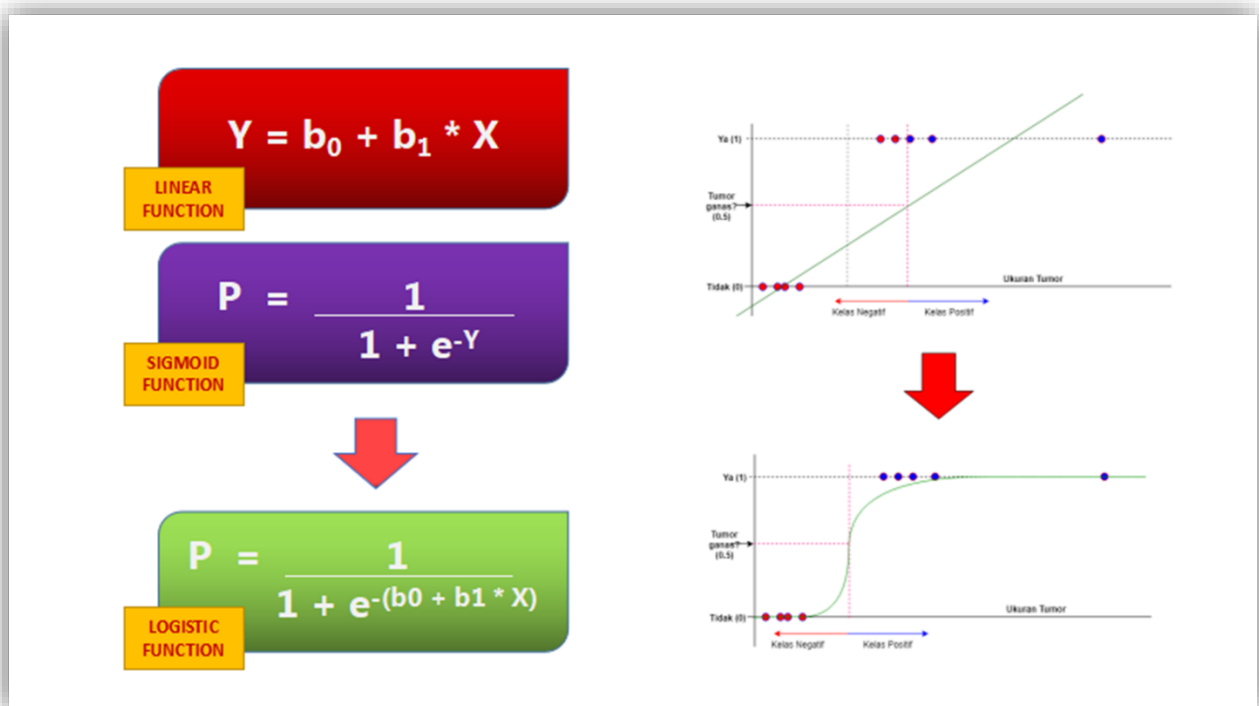 Y = b₀ + b₁ * X
LINEAR
FUNCTION
P = 1
1 + e^-Y
SIGMOID
FUNCTION
P = 1
1 + e^-(b0 + b1 * X)
LOGISTIC
FUNCTION
Ya (1)
Tumor
ganas?
(0.5)
Tidak (0)
Ukuran Tumor
Kelas Negatif
Kelas Positif
Ya (1)
Tumor
ganas?
(0.5)
Tidak (0)
Ukuran Tumor
Kelas Negatif
Kelas Positif